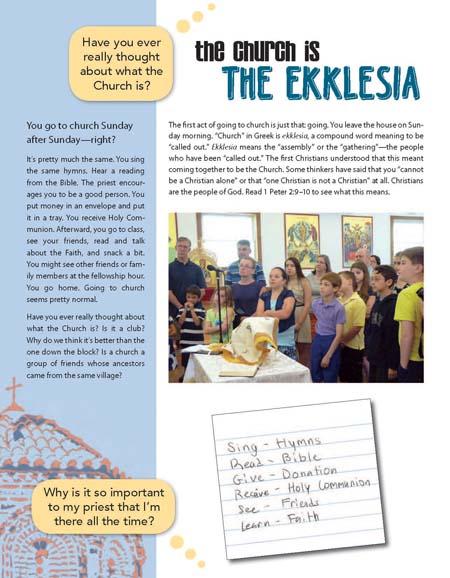 Have you ever
really thought
about what the
Church is?
the church is
THE EKKLESIA
You go to church Sunday
after Sunday—right?
It's pretty much the same. You sing
the same hymns. Hear a reading
from the Bible. The priest encour-
ages you to be a good person. You
put money in an envelope and put
it in a tray. You receive Holy Com-
munion. Afterward, you go to class,
see your friends, read and talk
about the Faith, and snack a bit.
You might see other friends or fam-
ily members at the fellowship hour.
You go home. Going to church
seems pretty normal.
Have you ever really thought about
what the Church is? Is it a club?
Why do we think it's better than the
one down the block? Is a church a
group of friends whose ancestors
came from the same village?
The first act of going to church is just that: going. You leave the house on Sun-
day morning. “Church” in Greek is ekklesia, a compound word meaning to be
“called out.” Ekklesia means the “assembly” or the “gathering”—the people
who have been “called out.” The first Christians understood that this meant
coming together to be the Church. Some thinkers have said that you “cannot
be a Christian alone” or that “one Christian is not a Christian” at all. Christians
are the people of God. Read 1 Peter 2:9–10 to see what this means.
Sing - Hymns
Read - Bible
Give - Donation
Receive - Holy Communion
See - Friends
Learn - Faith
Why is it so important
to my priest that I'm
there all the time?